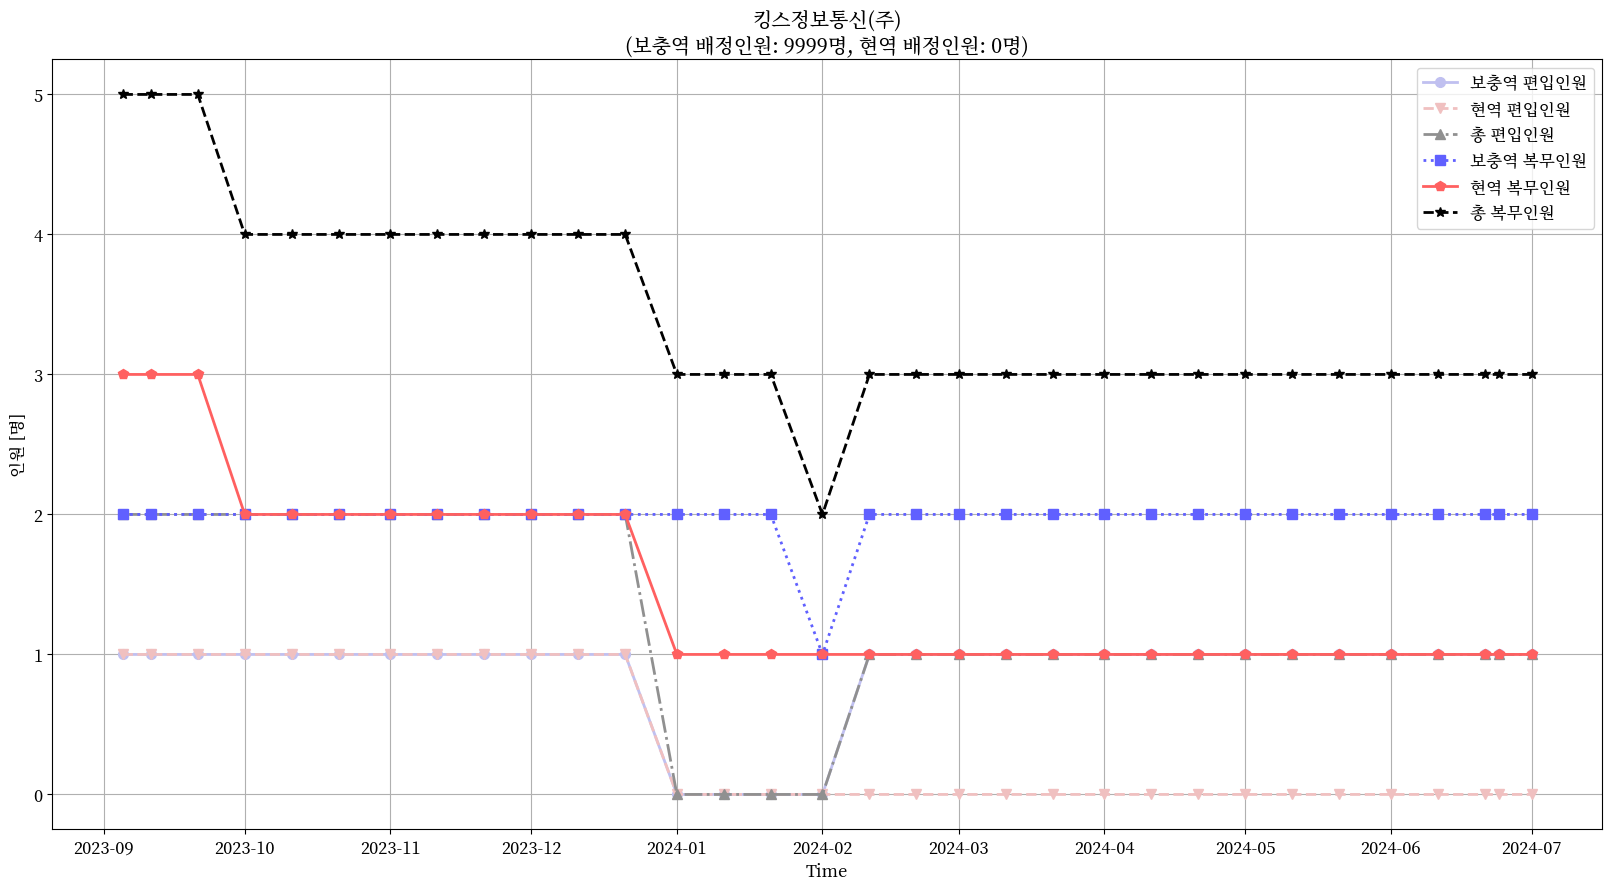 킹스정보통신(주)
(보충역 배정인원: 9999명, 현역 배정인원: 0명)
보충역 편입인원
현역 편입인원
총 편입인원
보충역 복무인원
현역 복무인원
총 복무인원
인원 [명]
5
4
3
2
1
0
2023-09 2023-10 2023-11 2023-12 2024-01 2024-02 2024-03 2024-04 2024-05 2024-06 2024-07
Time